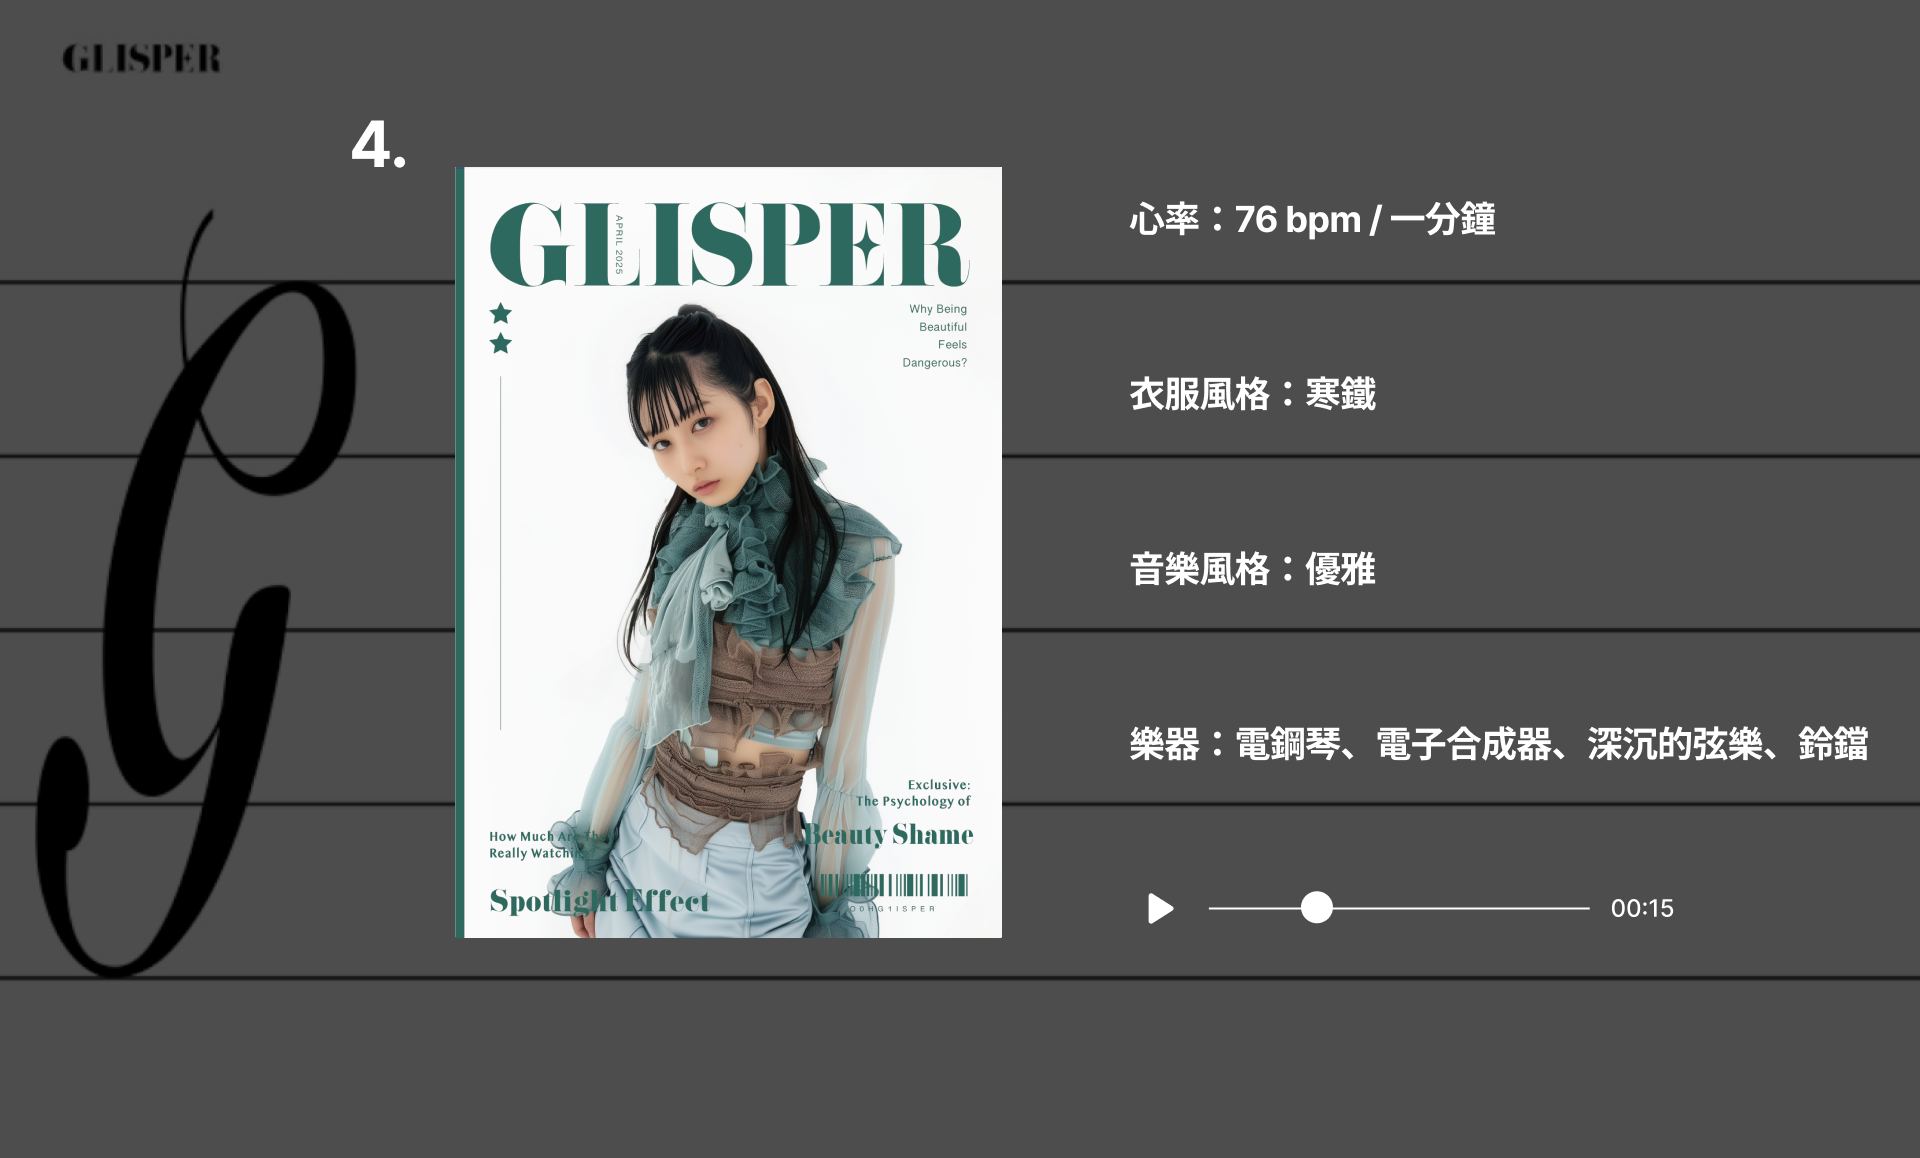 GLISPER
4.
GLISPER
APRIL 2025
Why Being
Beautiful
Feels
Dangerous?
Exclusive:
The Psychology of
Beauty Shame
How Much Are They
Really Watching?
Spotlight Effect
心率：76 bpm / 一分鐘
衣服風格：寒鐵
音樂風格：優雅
樂器：電鋼琴、電子合成器、深沉的弦樂、鈴鐺
00:15